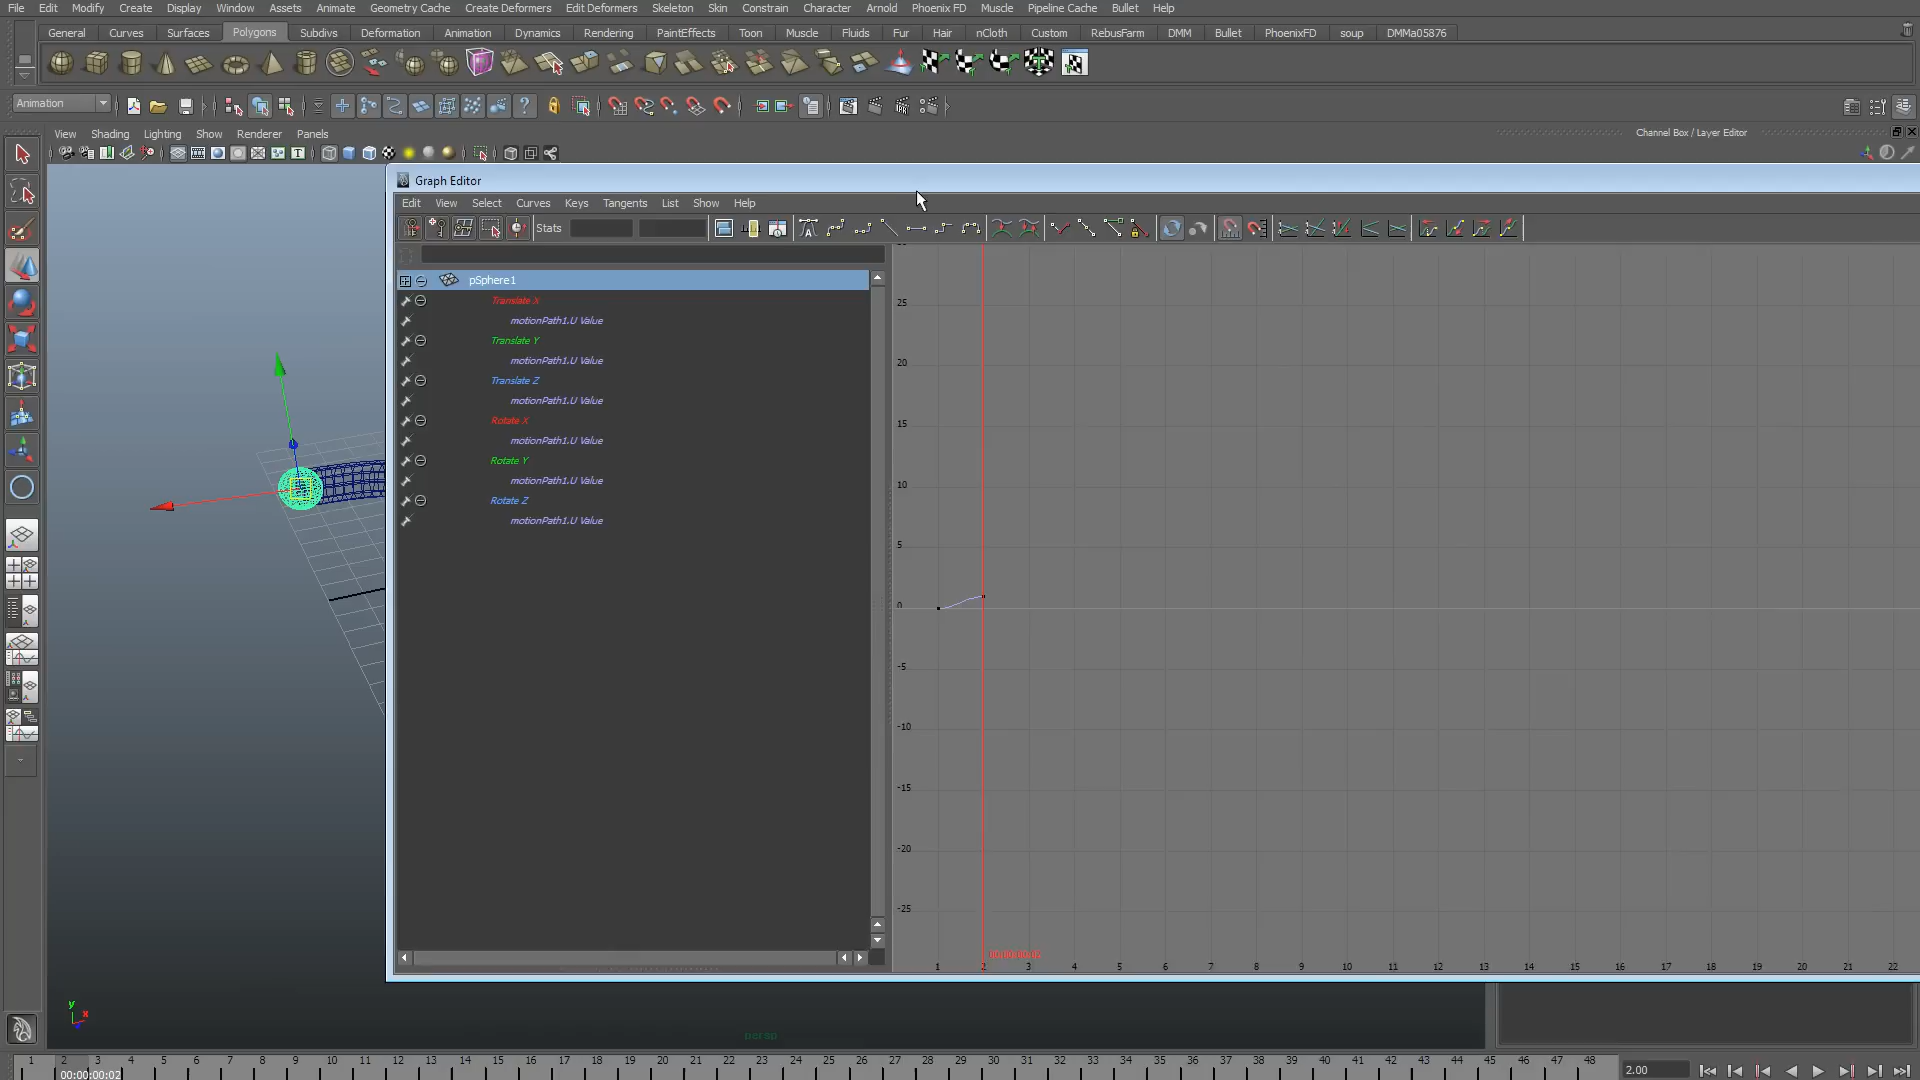 File Edit Modify Create Display Window Assets Animate Geometry Cache Create Deformers Edit Deformers Skeleton Skin Constrain Character Arnold Phoenix FD Muscle Pipeline Cache Bullet Help
General Curves Surfaces Polygons Subdivs Deformation Animation Dynamics Rendering PaintEffects Toon Muscle Fluids Fur Hair nCloth Custom RebusFarm DMM Bullet PhoenixFD soup DMMa05876
Animation
View Shading Lighting Show Renderer Panels
Channel Box / Layer Editor
Graph Editor
Edit View Select Curves Keys Tangents List Show Help
Stats
pSphere1
Translate X
motionPath1.U Value
Translate Y
motionPath1.U Value
Translate Z
motionPath1.U Value
Rotate X
motionPath1.U Value
Rotate Y
motionPath1.U Value
Rotate Z
motionPath1.U Value
25
20
15
10
5
0
-5
-10
-15
-20
-25
00:00:00:02
1 2 3 4 5 6 7 8 9 10 11 12 13 14 15 16 17 18 19 20 21 22
y
x
persp
1 2 3 4 5 6 7 8 9 10 11 12 13 14 15 16 17 18 19 20 21 22 23 24 25 26 27 28 29 30 31 32 33 34 35 36 37 38 39 40 41 42 43 44 45 46 47 48
00:00:00:02
2.00